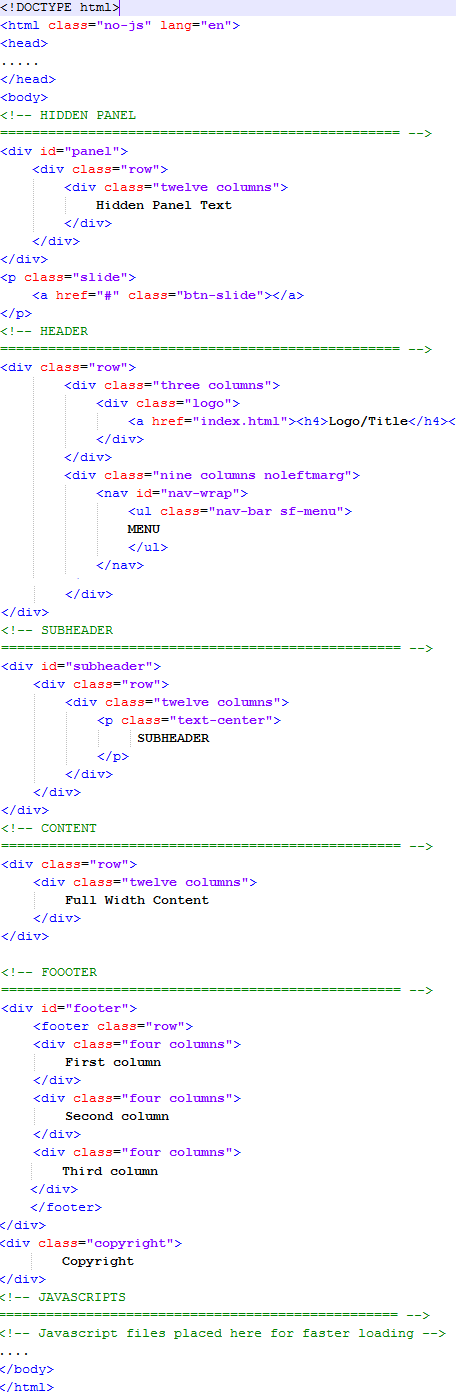 <!DOCTYPE html>
<html class="no-js" lang="en">
<head>
.....
</head>
<body>
<!-- HIDDEN PANEL
================================================== -->
<div id="panel">
    <div class="row">
        <div class="twelve columns">
            Hidden Panel Text
        </div>
    </div>
</div>
<p class="slide">
    <a href="#" class="btn-slide"></a>
</p>
<!-- HEADER
================================================== -->
<div class="row">
        <div class="three columns">
            <div class="logo">
                <a href="index.html"><h4>Logo/Title</h4><
            </div>
        </div>
        <div class="nine columns noleftmarg">
            <nav id="nav-wrap">
                <ul class="nav-bar sf-menu">
                MENU
                </ul>
            </nav>
        </div>
</div>
<!-- SUBHEADER
================================================== -->
<div id="subheader">
    <div class="row">
        <div class="twelve columns">
            <p class="text-center">
                 SUBHEADER
            </p>
        </div>
    </div>
</div>
<!-- CONTENT
================================================== -->
<div class="row">
    <div class="twelve columns">
        Full Width Content
    </div>
</div>
<!-- FOOOTER
================================================== -->
<div id="footer">
    <footer class="row">
    <div class="four columns">
        First column
    </div>
    <div class="four columns">
        Second column
    </div>
    <div class="four columns">
        Third column
    </div>
    </footer>
</div>
<div class="copyright">
        Copyright
</div>
<!-- JAVASCRIPTS
================================================== -->
<!-- Javascript files placed here for faster loading -->
....
</body>
</html>